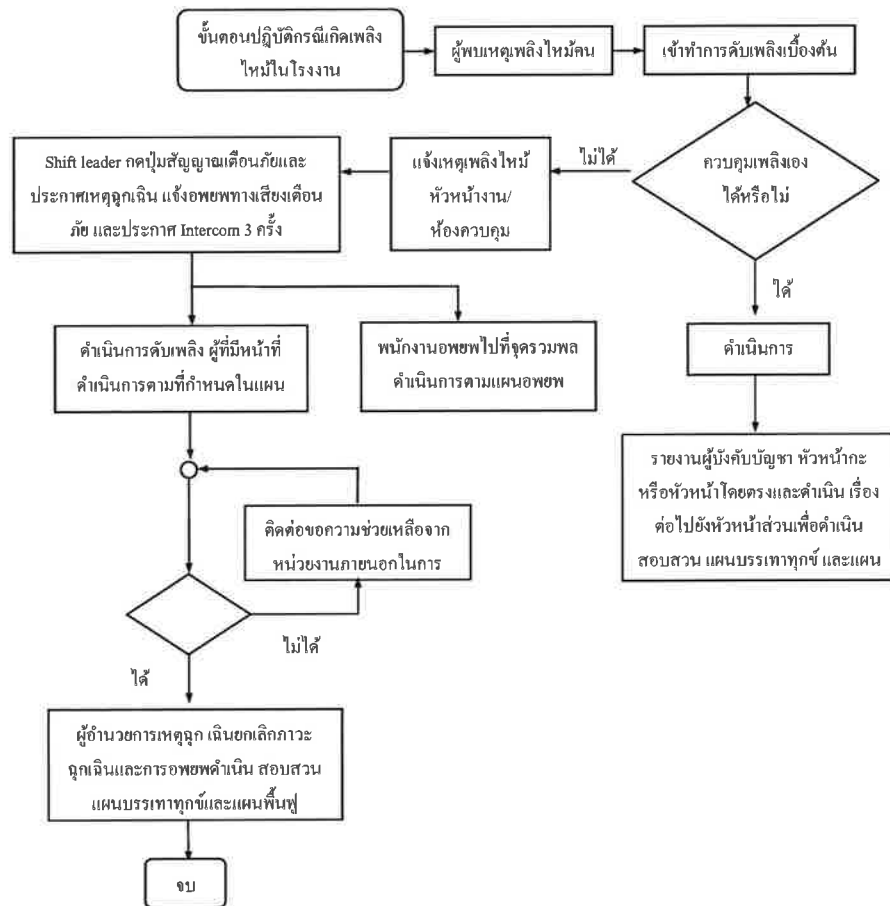 ขั้นตอนปฎิบัติกรณีเกิดเพลิง
ไหม้ในโรงงาน
ผู้พบเหตุเพลิงไหม้คน
เข้าทำการดับเพลิงเบื้องต้น
ควบคุมเพลิงเอง
ได้หรือไม่
ไม่ได้
แจ้งเหตุเพลิงไหม้
หัวหน้างาน/
ห้องควบคุม
Shift leader กดปุ่มสัญญาณเตือนภัยและ
ประกาศเหตุฉุกเฉิน แจ้งอพยพทางเสียงเตือน
ภัย และประกาศ Intercom 3 ครั้ง
ได้
ดำเนินการ
รายงานผู้บังคับบัญชา หัวหน้ากะ
หรือหัวหน้าโดยตรงและดำเนิน เรื่อง
ต่อไปยังหัวหน้าส่วนเพื่อดำเนิน
สอบสวน แผนบรรเทาทุกข์ และแผน
ดำเนินการดับเพลิง ผู้ที่มีหน้าที่
ดำเนินการตามที่กำหนดในแผน
พนักงานอพยพไปที่จุดรวมพล
ดำเนินการตามแผนอพยพ
ติดต่อขอความช่วยเหลือจาก
หน่วยงานภายนอกในการ
ไม่ได้
ได้
ผู้อำนวยการเหตุฉุก เฉินยกเลิกภาวะ
ฉุกเฉินและการอพยพดำเนิน สอบสวน
แผนบรรเทาทุกข์และแผนฟื้นฟู
จบ